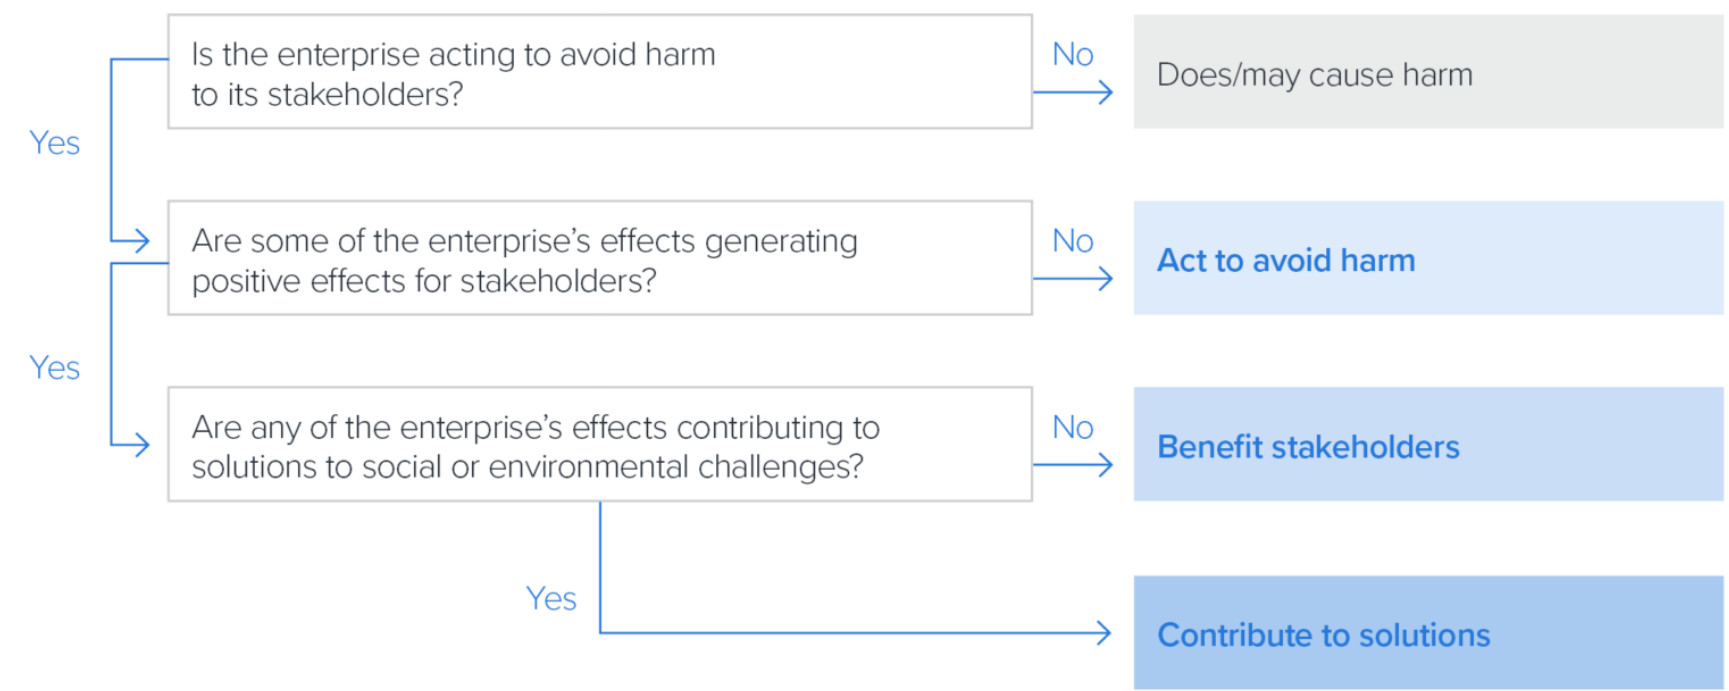 Is the enterprise acting to avoid harm
to its stakeholders?
No
Does/may cause harm
Yes
Are some of the enterprise’s effects generating
positive effects for stakeholders?
No
Act to avoid harm
Yes
Are any of the enterprise’s effects contributing to
solutions to social or environmental challenges?
No
Benefit stakeholders
Yes
Contribute to solutions